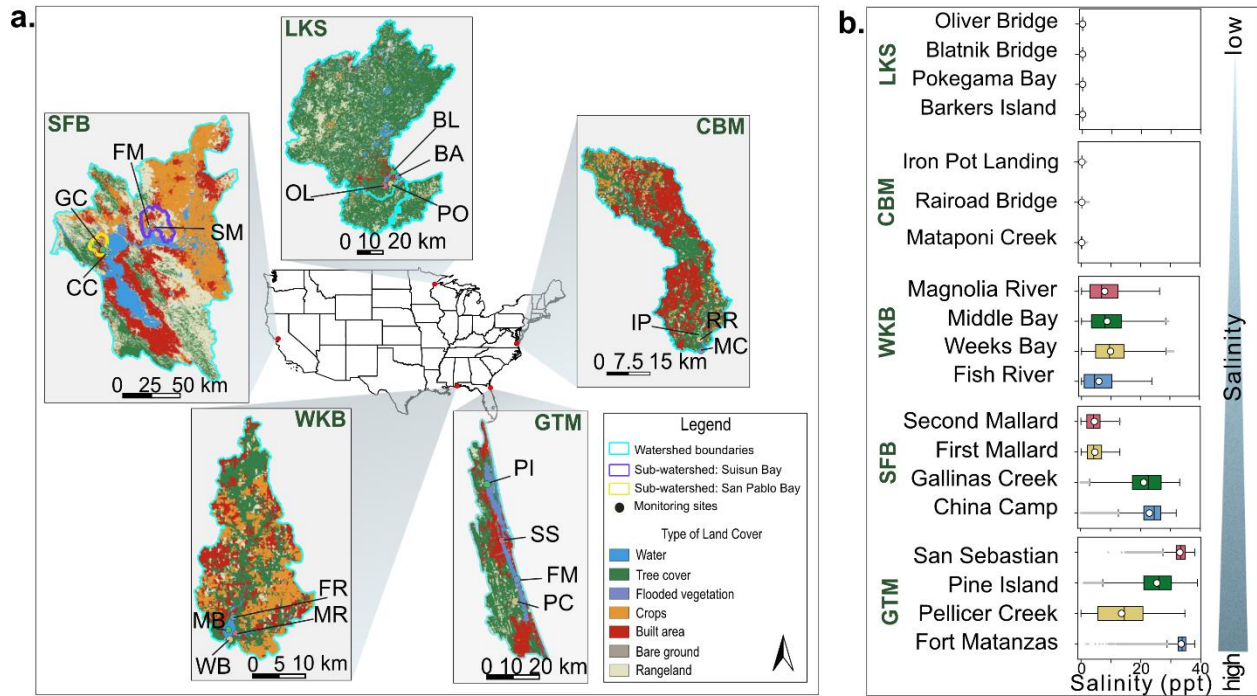 a.
LKS
BL
BA
OL
PO
0 10 20 km
SFB
FM
GC
SM
CC
0 25 50 km
CBM
IP
RR
MC
0 7.5 15 km
WKB
FR
MB
MR
WB
0 5 10 km
GTM
PI
SS
FM
PC
0 10 20 km
Legend
Watershed boundaries
Sub-watershed: Suisun Bay
Sub-watershed: San Pablo Bay
Monitoring sites
Type of Land Cover
Water
Tree cover
Flooded vegetation
Crops
Built area
Bare ground
Rangeland
b.
LKS
Oliver Bridge
Blatnik Bridge
Pokegama Bay
Barkers Island
CBM
Iron Pot Landing
Rairoad Bridge
Mataponi Creek
WKB
Magnolia River
Middle Bay
Weeks Bay
Fish River
SFB
Second Mallard
First Mallard
Gallinas Creek
China Camp
GTM
San Sebastian
Pine Island
Pellicer Creek
Fort Matanzas
0 20 40
Salinity (ppt)
low
Salinity
high